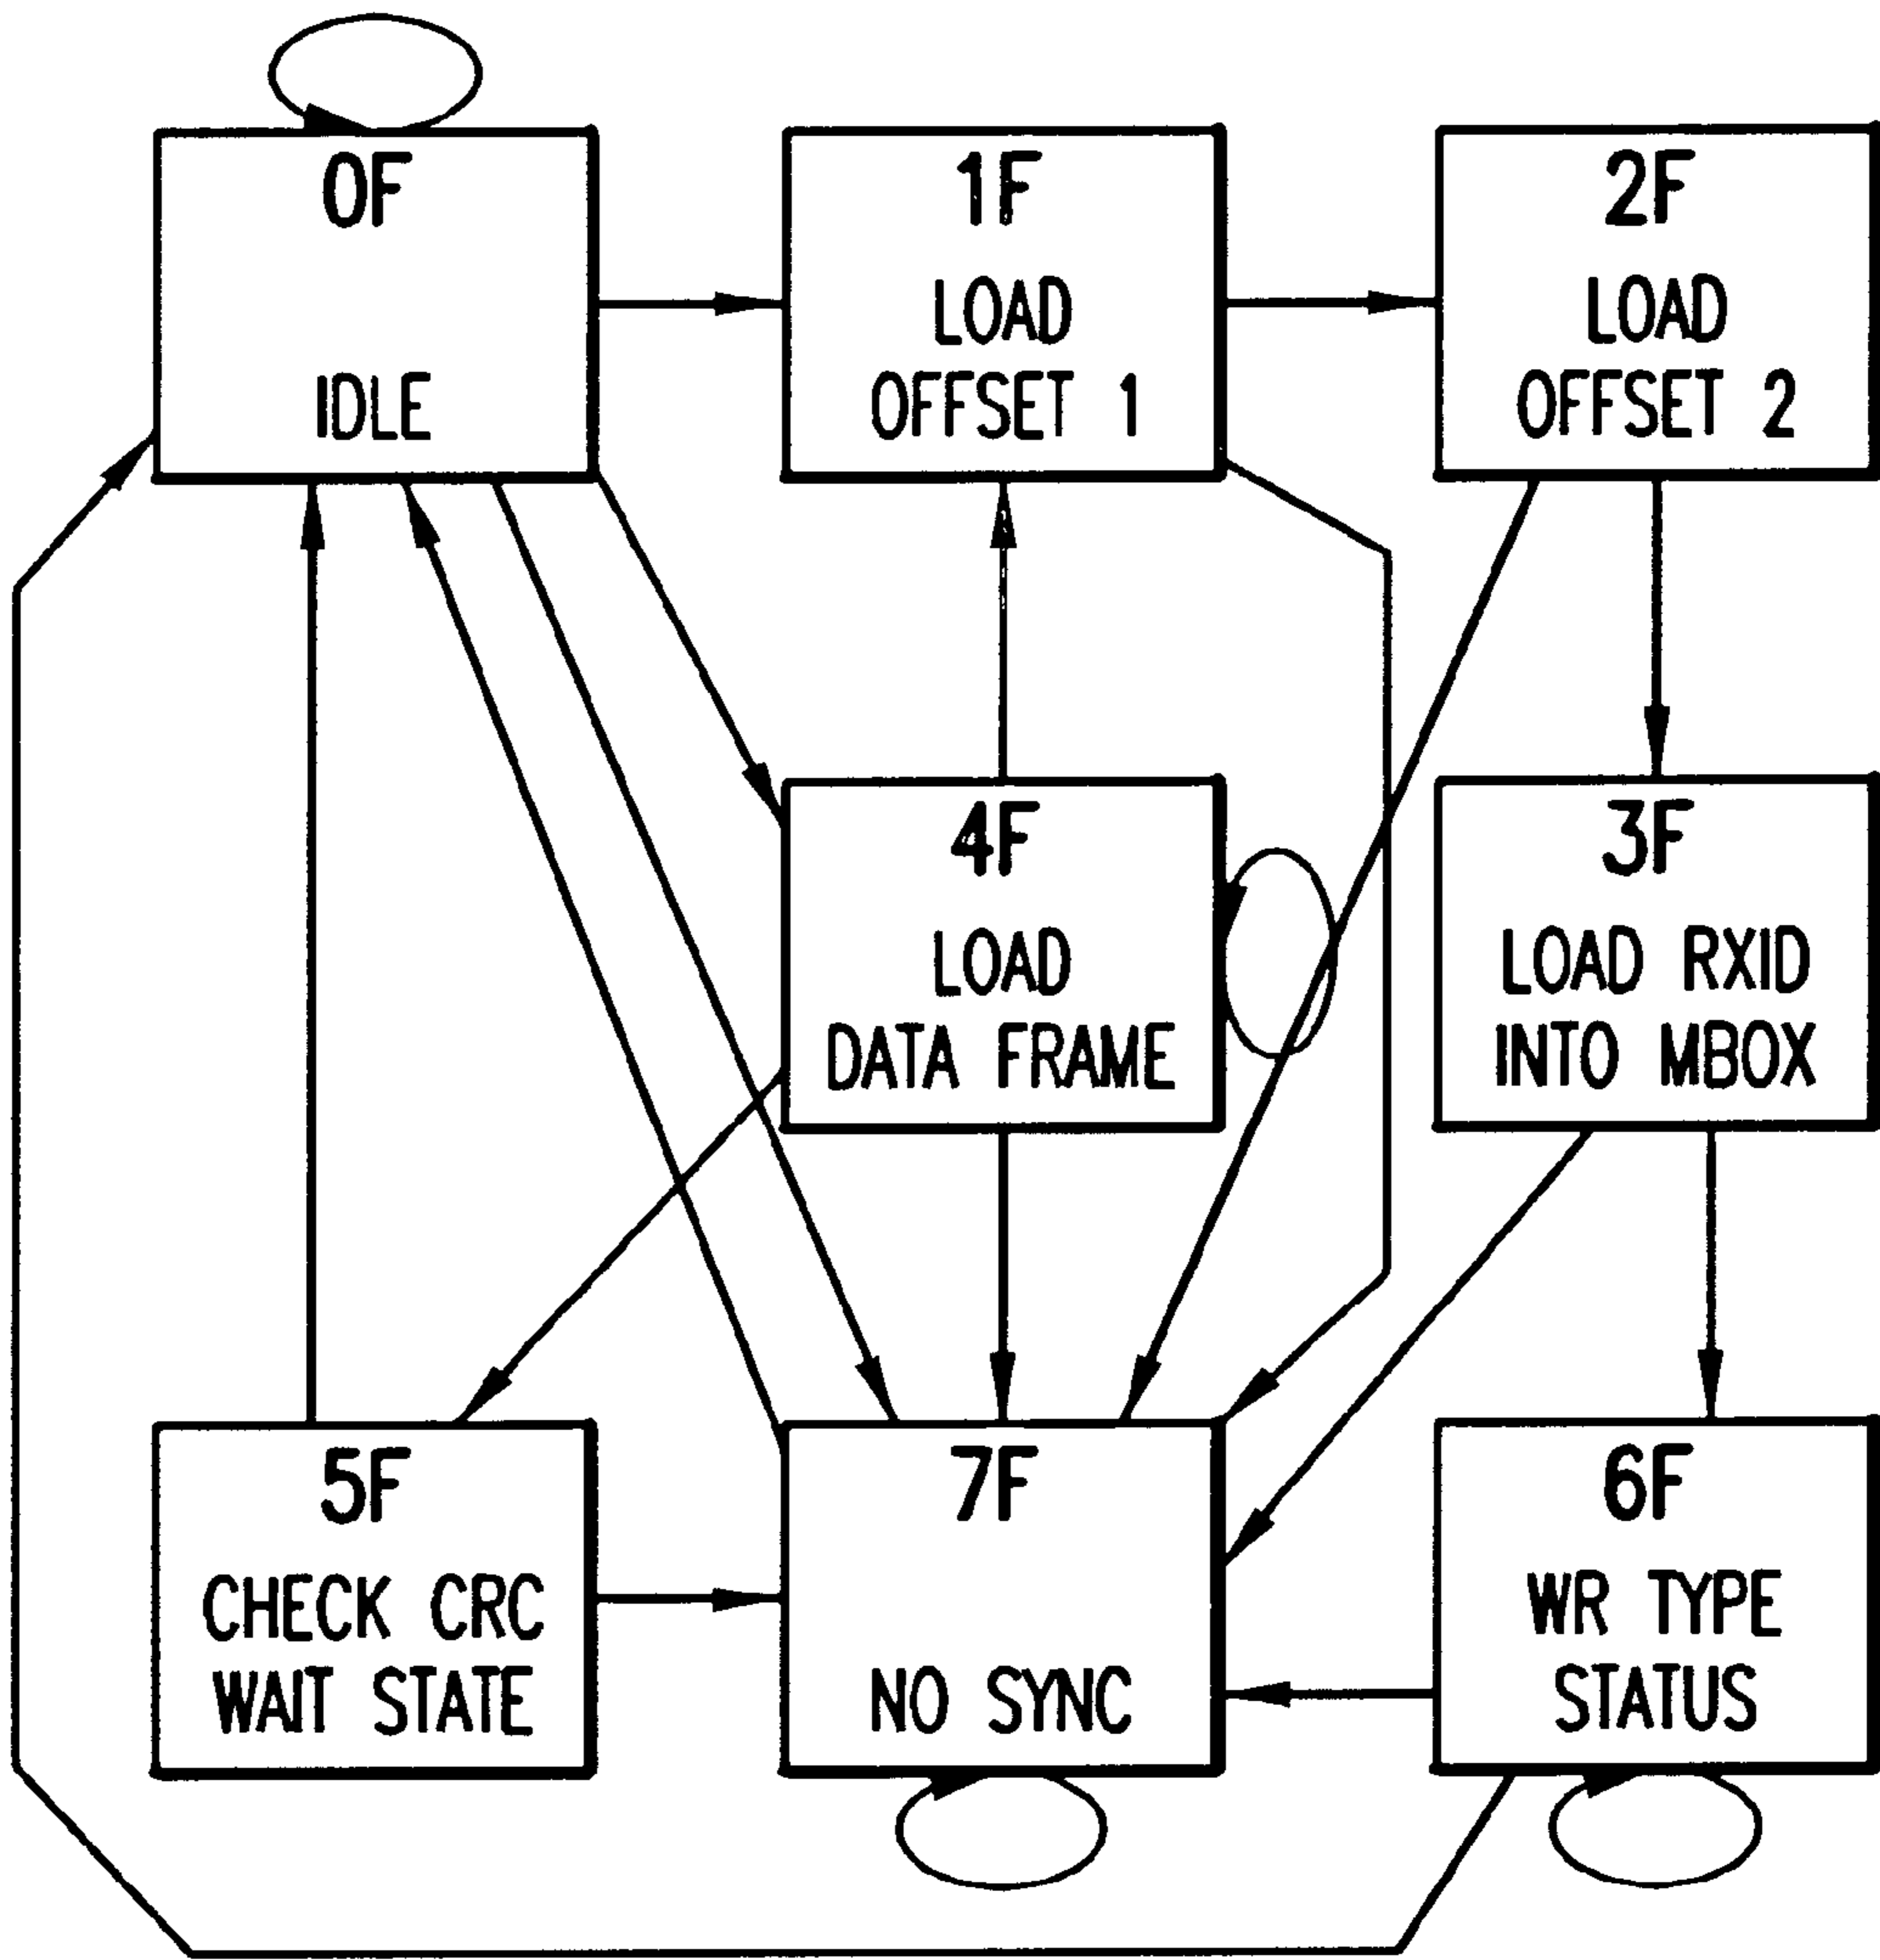 0F
IDLE
1F
LOAD
OFFSET 1
2F
LOAD
OFFSET 2
4F
LOAD
DATA FRAME
3F
LOAD RXID
INTO MBOX
5F
CHECK CRC
WAIT STATE
7F
NO SYNC
6F
WR TYPE
STATUS